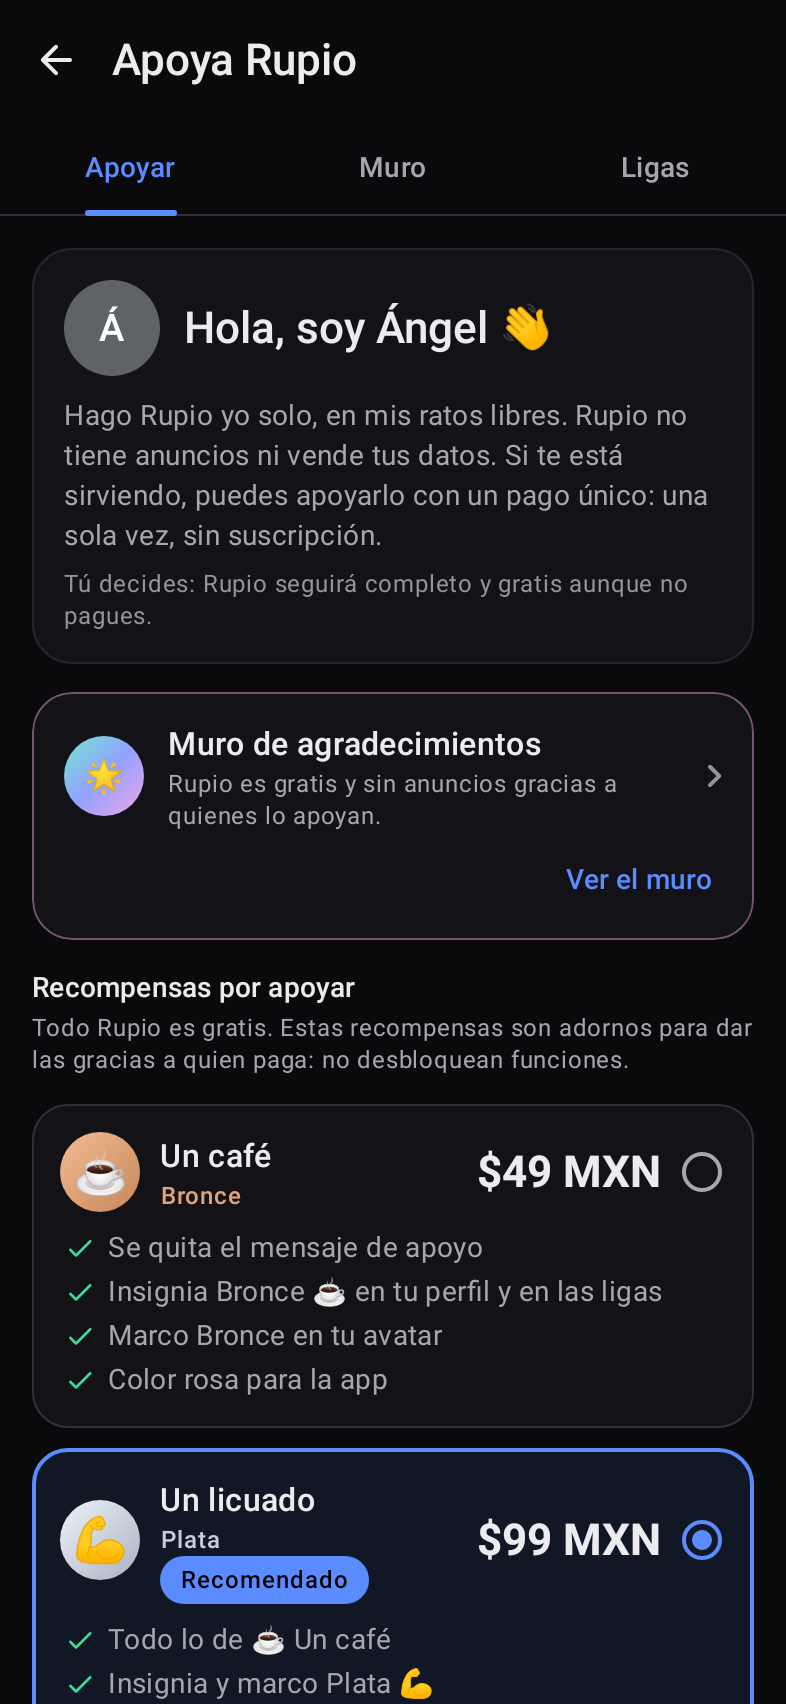 Apoya Rupio
Apoyar
Muro
Ligas
Á
Hola, soy Ángel 👋
Hago Rupio yo solo, en mis ratos libres. Rupio no
tiene anuncios ni vende tus datos. Si te está
sirviendo, puedes apoyarlo con un pago único: una
sola vez, sin suscripción.
Tú decides: Rupio seguirá completo y gratis aunque no
pagues.
Muro de agradecimientos
Rupio es gratis y sin anuncios gracias a
quienes lo apoyan.
Ver el muro
Recompensas por apoyar
Todo Rupio es gratis. Estas recompensas son adornos para dar
las gracias a quien paga: no desbloquean funciones.
Un café
Bronce
$49 MXN
Se quita el mensaje de apoyo
Insignia Bronce ☕ en tu perfil y en las ligas
Marco Bronce en tu avatar
Color rosa para la app
Un licuado
Plata
Recomendado
$99 MXN
Todo lo de ☕ Un café
Insignia y marco Plata 💪